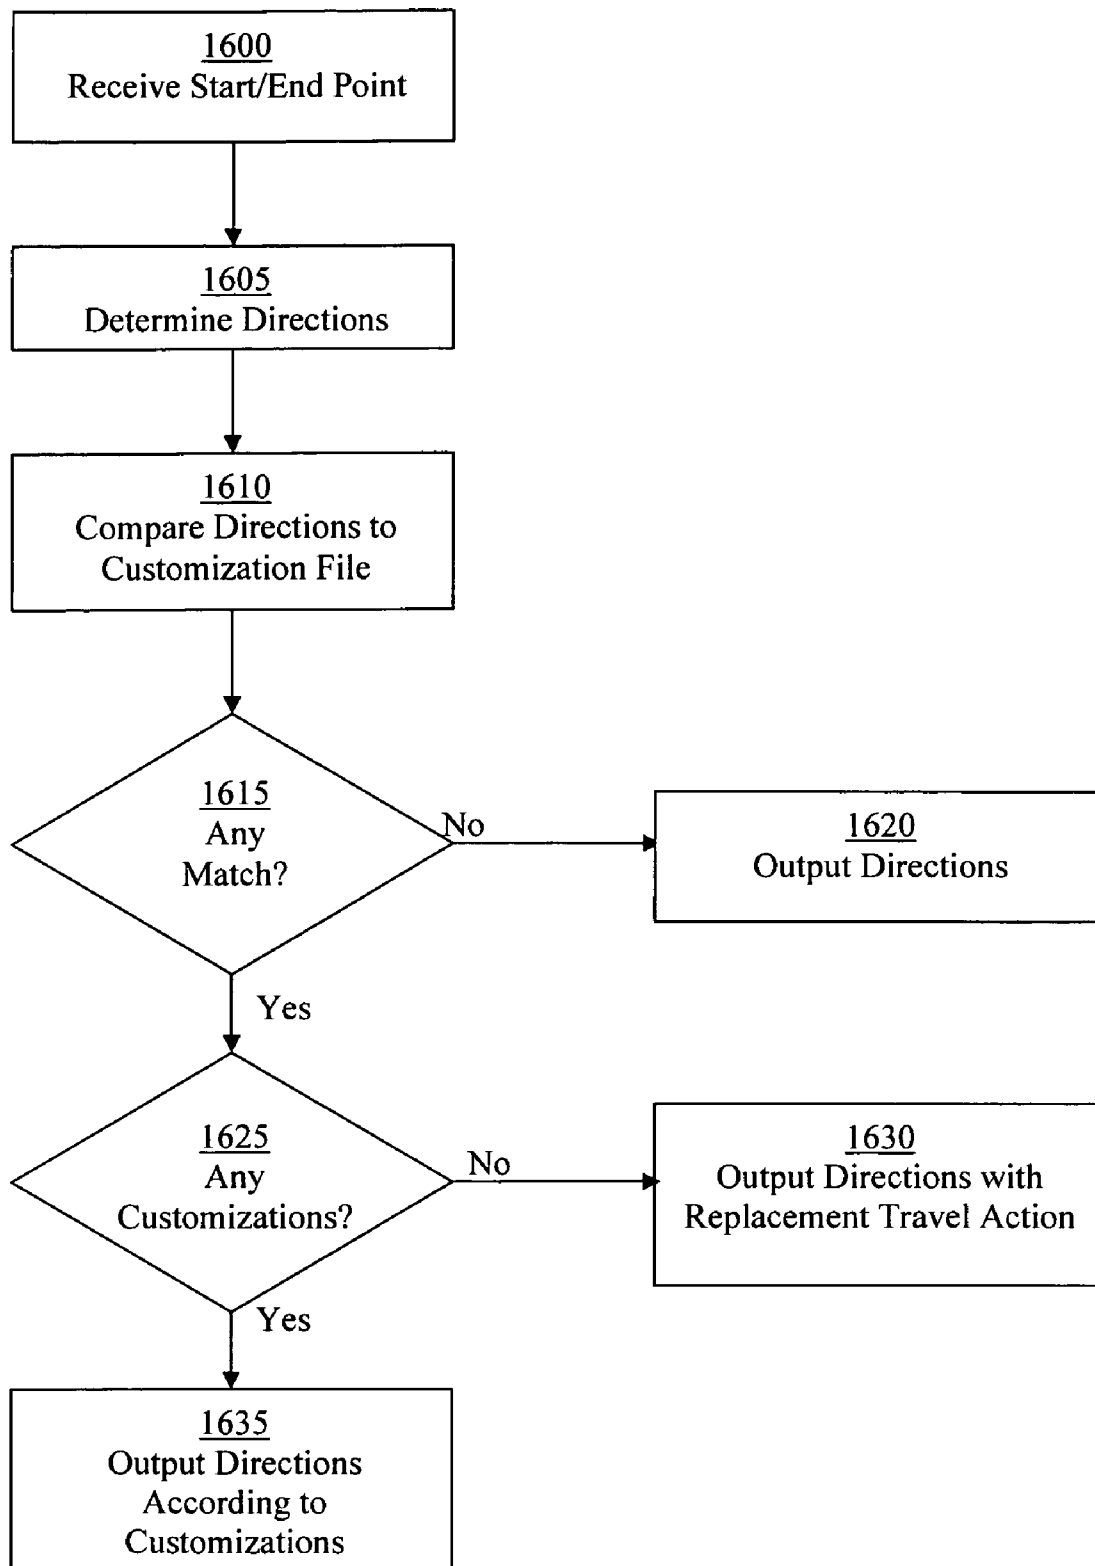 1600
Receive Start/End Point
1605
Determine Directions
1610
Compare Directions to
Customization File
1615
Any
Match?
No
1620
Output Directions
Yes
1625
Any
Customizations?
No
1630
Output Directions with
Replacement Travel Action
Yes
1635
Output Directions
According to
Customizations